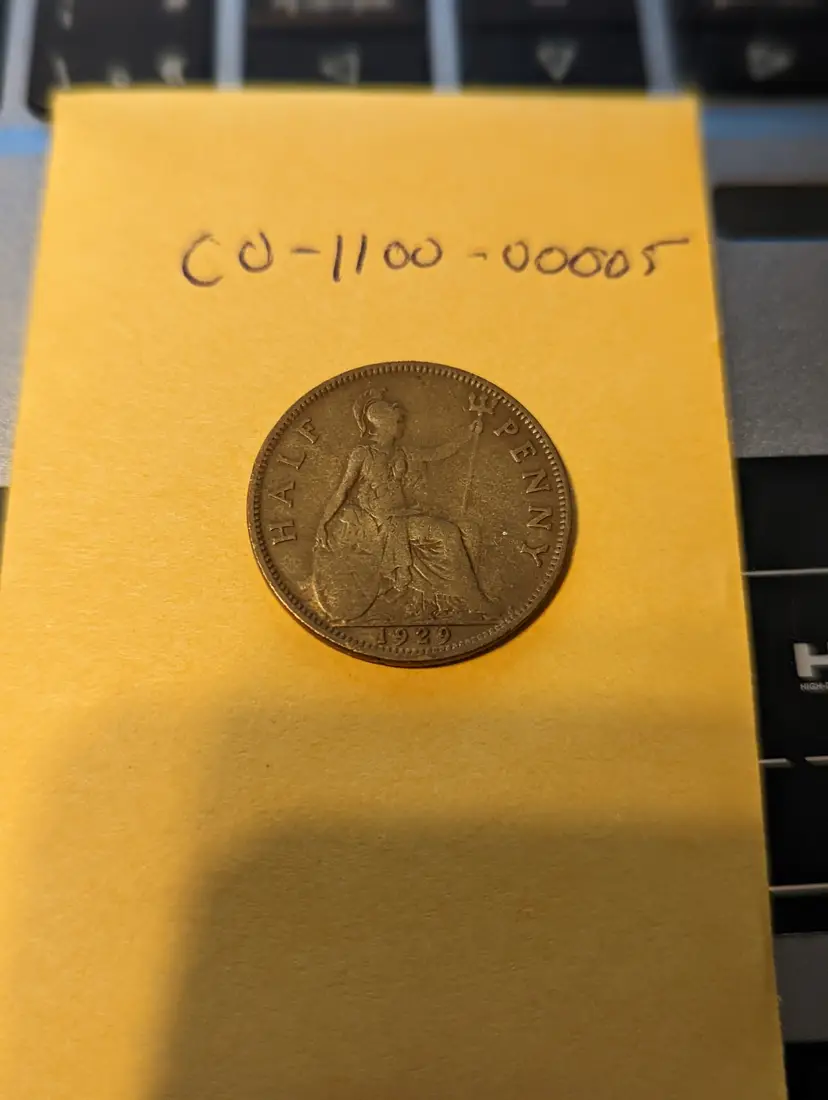 CO-1100-00005
HALF PENNY
1929